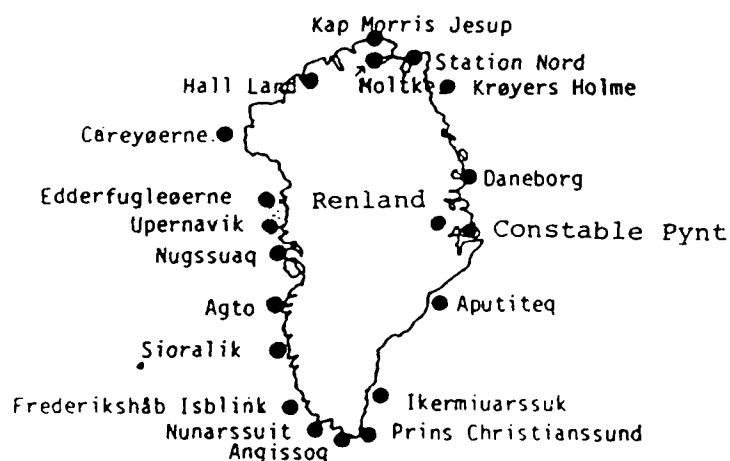 Kap Morris Jesup
Station Nord
Hall Land
Moltke
Krøyers Holme
Careyøerne.
Edderfugleøerne
Renland
Daneborg
Upernavik
Constable Pynt
Nugssuaq
Agto
Aputiteq
Sioralik
Frederikshåb Isblink
Ikermiuarssuk
Nunarssuit
Prins Christianssund
Angissoq